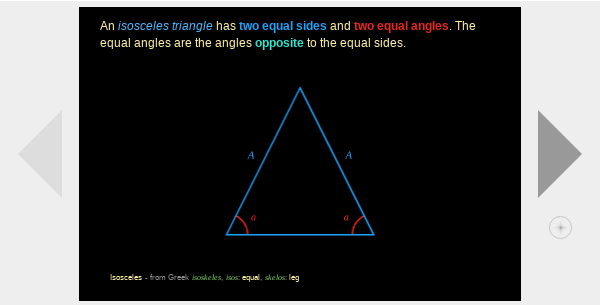 An isosceles triangle has two equal sides and two equal angles. The
equal angles are the angles opposite to the equal sides.
A A
a a
Isosceles - from Greek isoskeles, isos: equal, skelos: leg